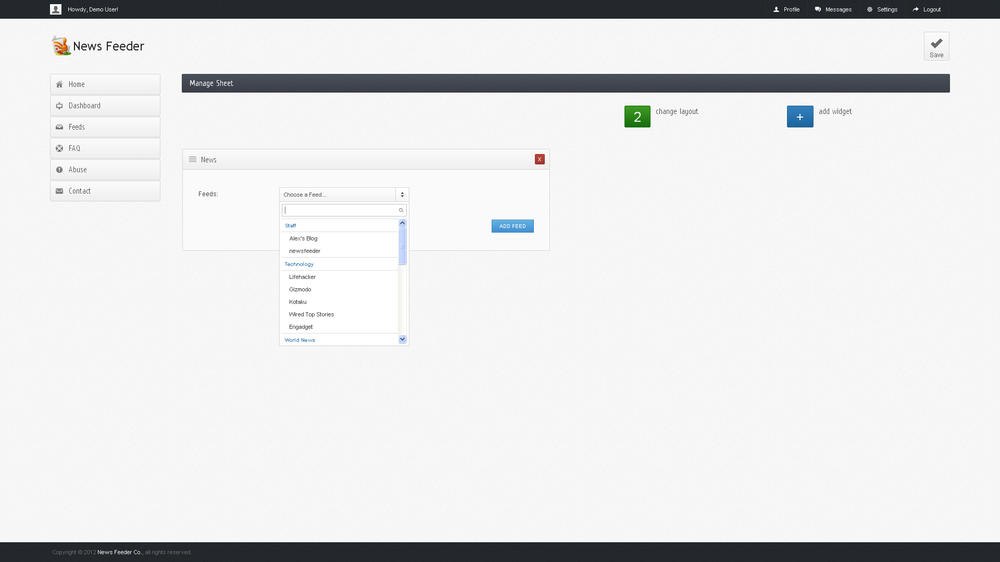 Howdy, Demo User!
Profile
Messages
Settings
Logout
News Feeder
Save
Home
Dashboard
Feeds
FAQ
Abuse
Contact
Manage Sheet
2
change layout
+
add widget
News
X
Feeds:
Choose a Feed...
Staff
Alex's Blog
newsfeeder
Technology
Lifehacker
Gizmodo
Kotaku
Wired Top Stories
Engadget
World News
ADD FEED
Copyright © 2012 News Feeder Co., all rights reserved.